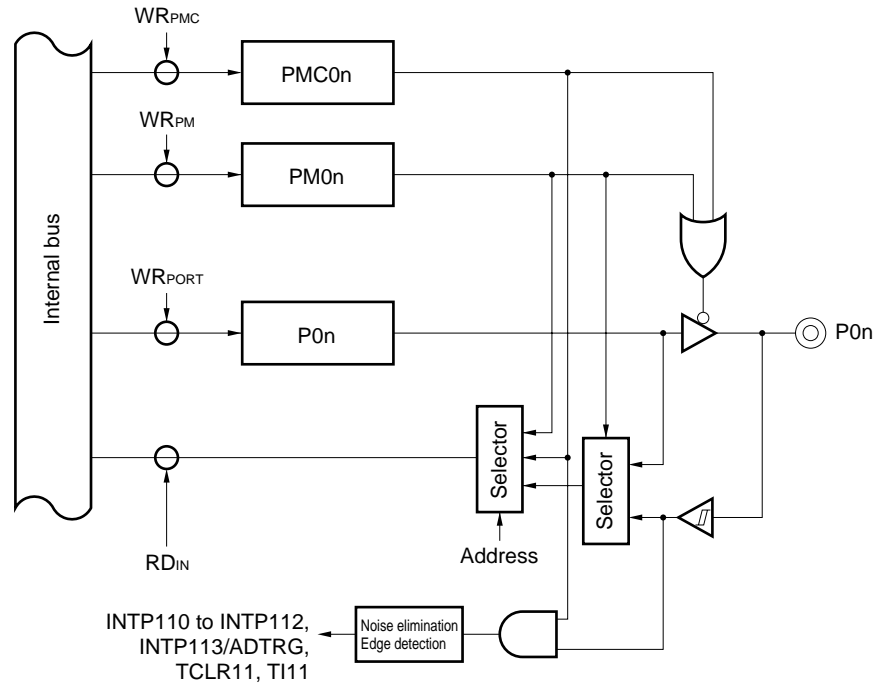 WRPMC
PMC0n
WRPM
PM0n
Internal bus
WRPORT
P0n
P0n
Selector
Selector
Address
RDIN
INTP110 to INTP112,
INTP113/ADTRG,
TCLR11, TI11
Noise elimination
Edge detection